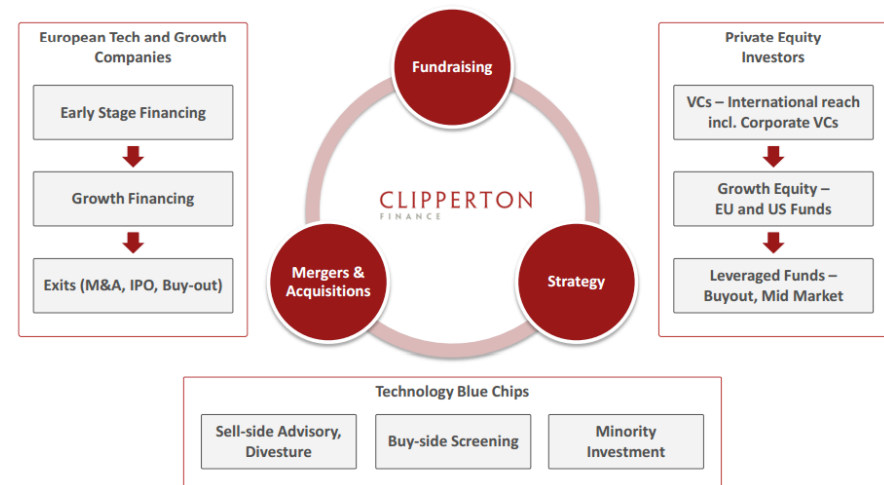 European Tech and Growth
Companies
Early Stage Financing
Growth Financing
Exits (M&A, IPO, Buy-out)
Fundraising
CLIPPERTON
FINANCE
Mergers &
Acquisitions
Strategy
Private Equity
Investors
VCs – International reach
incl. Corporate VCs
Growth Equity –
EU and US Funds
Leveraged Funds –
Buyout, Mid Market
Technology Blue Chips
Sell-side Advisory,
Divesture
Buy-side Screening
Minority
Investment